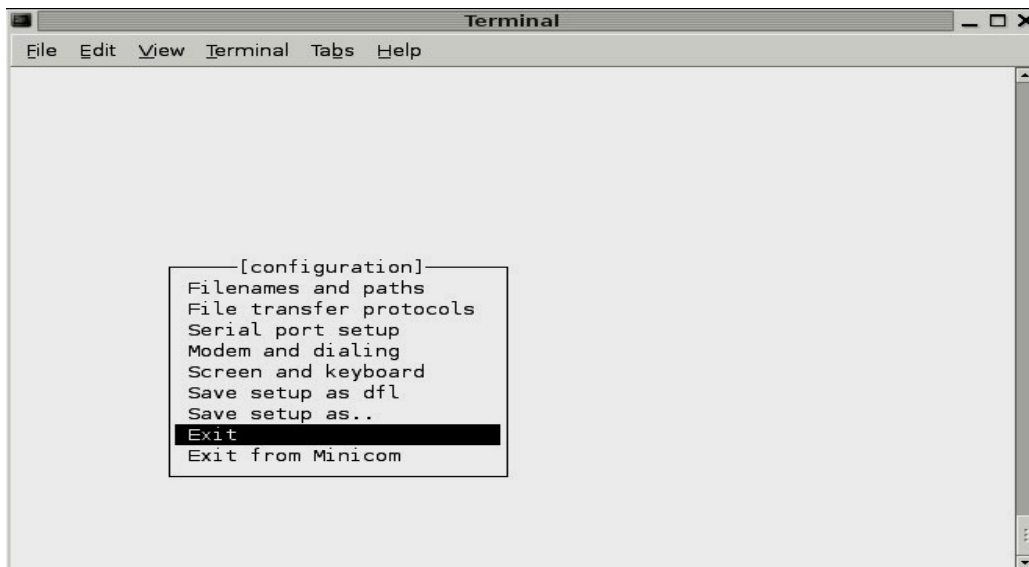 Terminal
File Edit View Terminal Tabs Help
[configuration]
Filenames and paths
File transfer protocols
Serial port setup
Modem and dialing
Screen and keyboard
Save setup as dfl
Save setup as..
Exit
Exit from Minicom